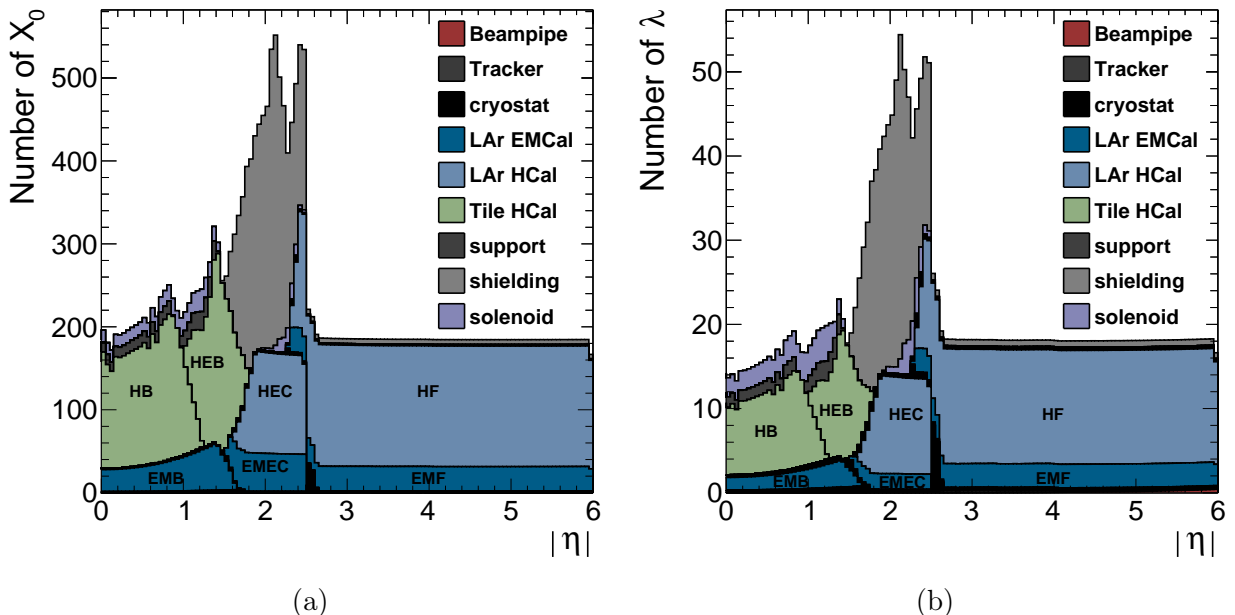 Number of X₀
500
400
300
200
100
0
0 1 2 3 4 5 6
|η|
Beampipe
Tracker
cryostat
LAr EMCal
LAr HCal
Tile HCal
support
shielding
solenoid
HB
HEB
HEC
HF
EMB
EMEC
EMF
(a)
Number of λ
50
40
30
20
10
0
0 1 2 3 4 5 6
|η|
Beampipe
Tracker
cryostat
LAr EMCal
LAr HCal
Tile HCal
support
shielding
solenoid
HB
HEB
HEC
HF
EMB
EMEC
EMF
(b)